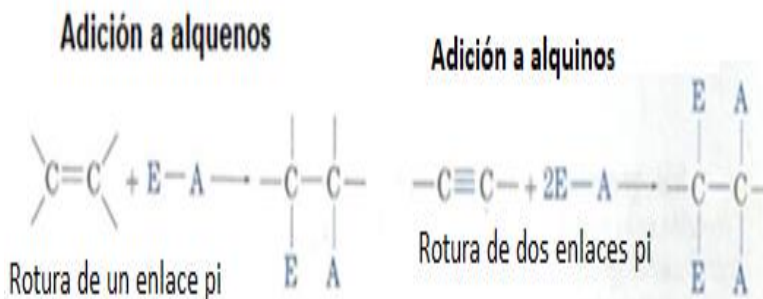 Adición a alquenos
C=C + E—A → —C—C—
E A
Rotura de un enlace pi
Adición a alquinos
E A
—C≡C— + 2E—A → —C—C—
E A
Rotura de dos enlaces pi